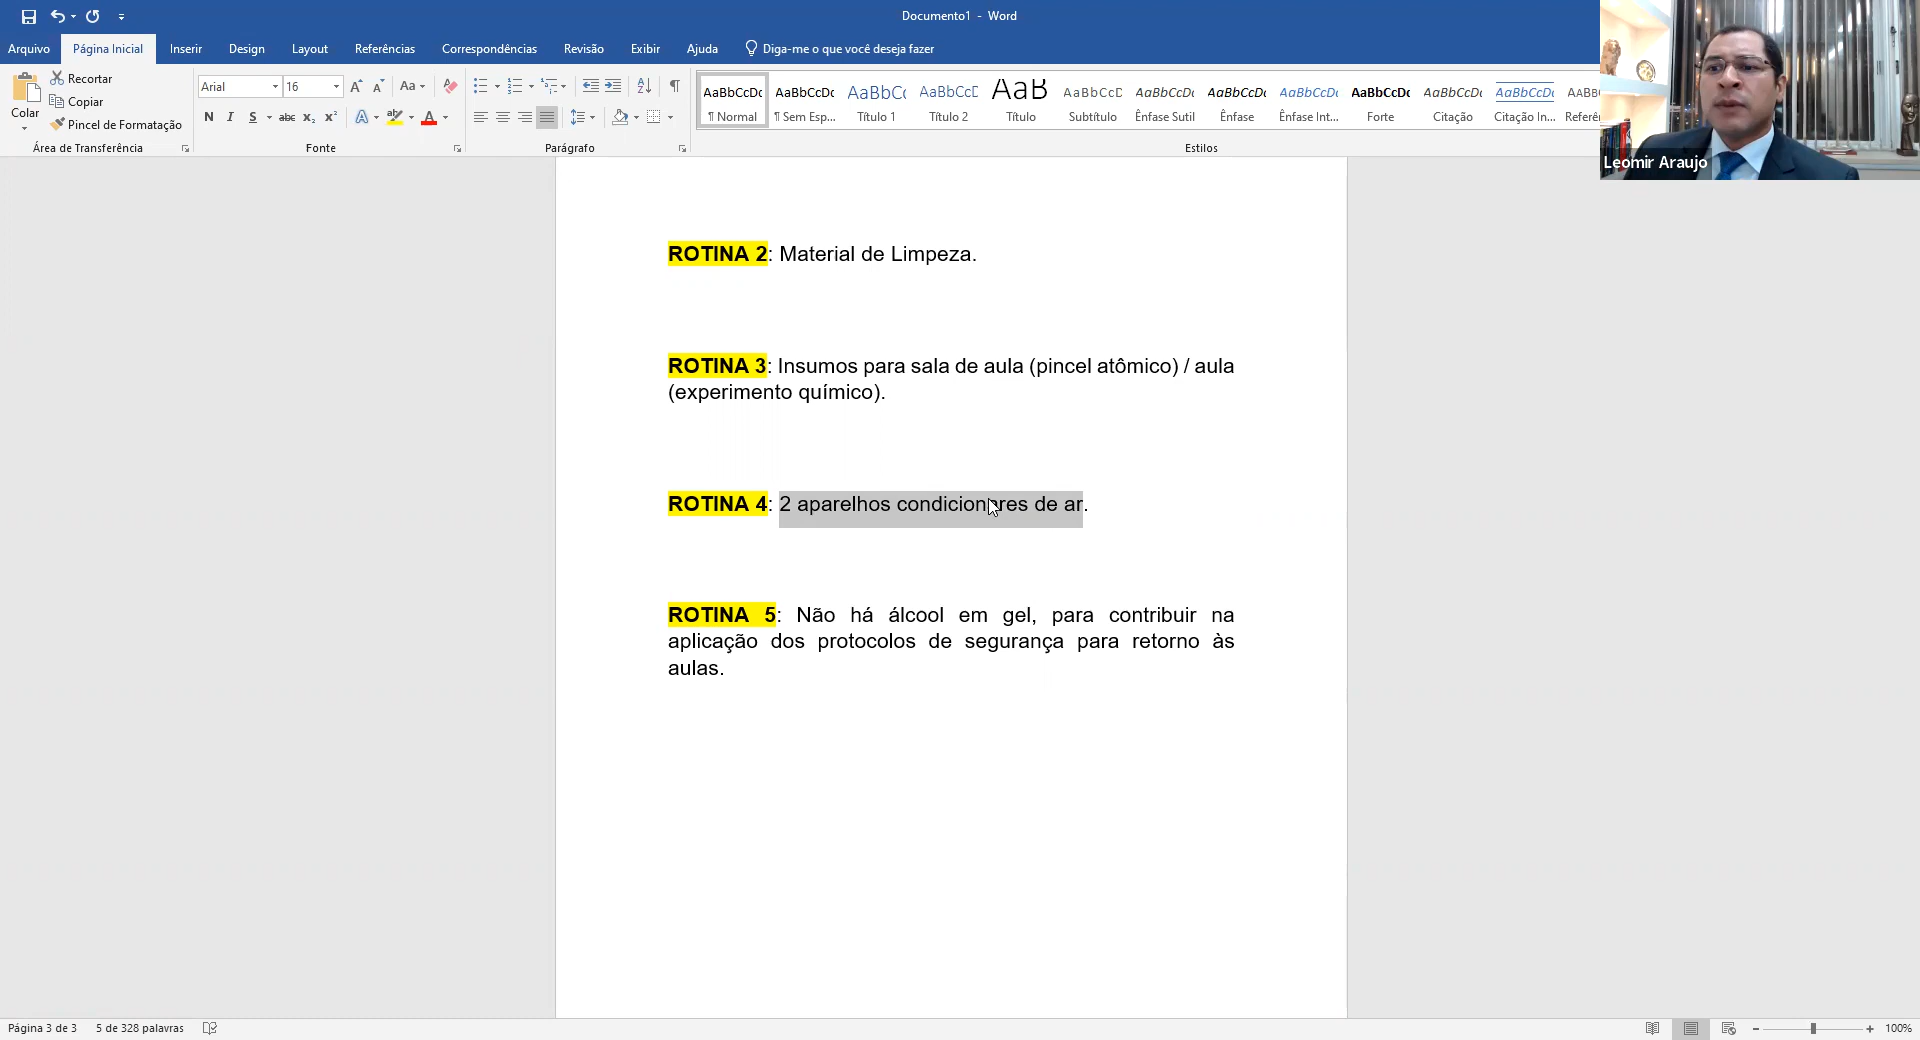 Documento1 - Word
Arquivo Página Inicial Inserir Design Layout Referências Correspondências Revisão Exibir Ajuda Diga-me o que você deseja fazer
Colar
Recortar
Copiar
Pincel de Formatação
Área de Transferência
Arial 16
Aa
N I S abc x₂ x² A A
Fonte
Parágrafo
AaBbCcDc AaBbCcDc AaBbCc AaBbCcD AaB AaBbCcD AaBbCcDc AaBbCcDc AaBbCcDc AaBbCcDc AaBbCcDc AaBbCcDc AABB
¶ Normal ¶ Sem Esp... Título 1 Título 2 Título Subtítulo Ênfase Sutil Ênfase Ênfase Int... Forte Citação Citação In... Referê
Estilos
Leomir Araujo
ROTINA 2: Material de Limpeza.
ROTINA 3: Insumos para sala de aula (pincel atômico) / aula
(experimento químico).
ROTINA 4: 2 aparelhos condicionares de ar.
ROTINA 5: Não há álcool em gel, para contribuir na
aplicação dos protocolos de segurança para retorno às
aulas.
Página 3 de 3 5 de 328 palavras 100%